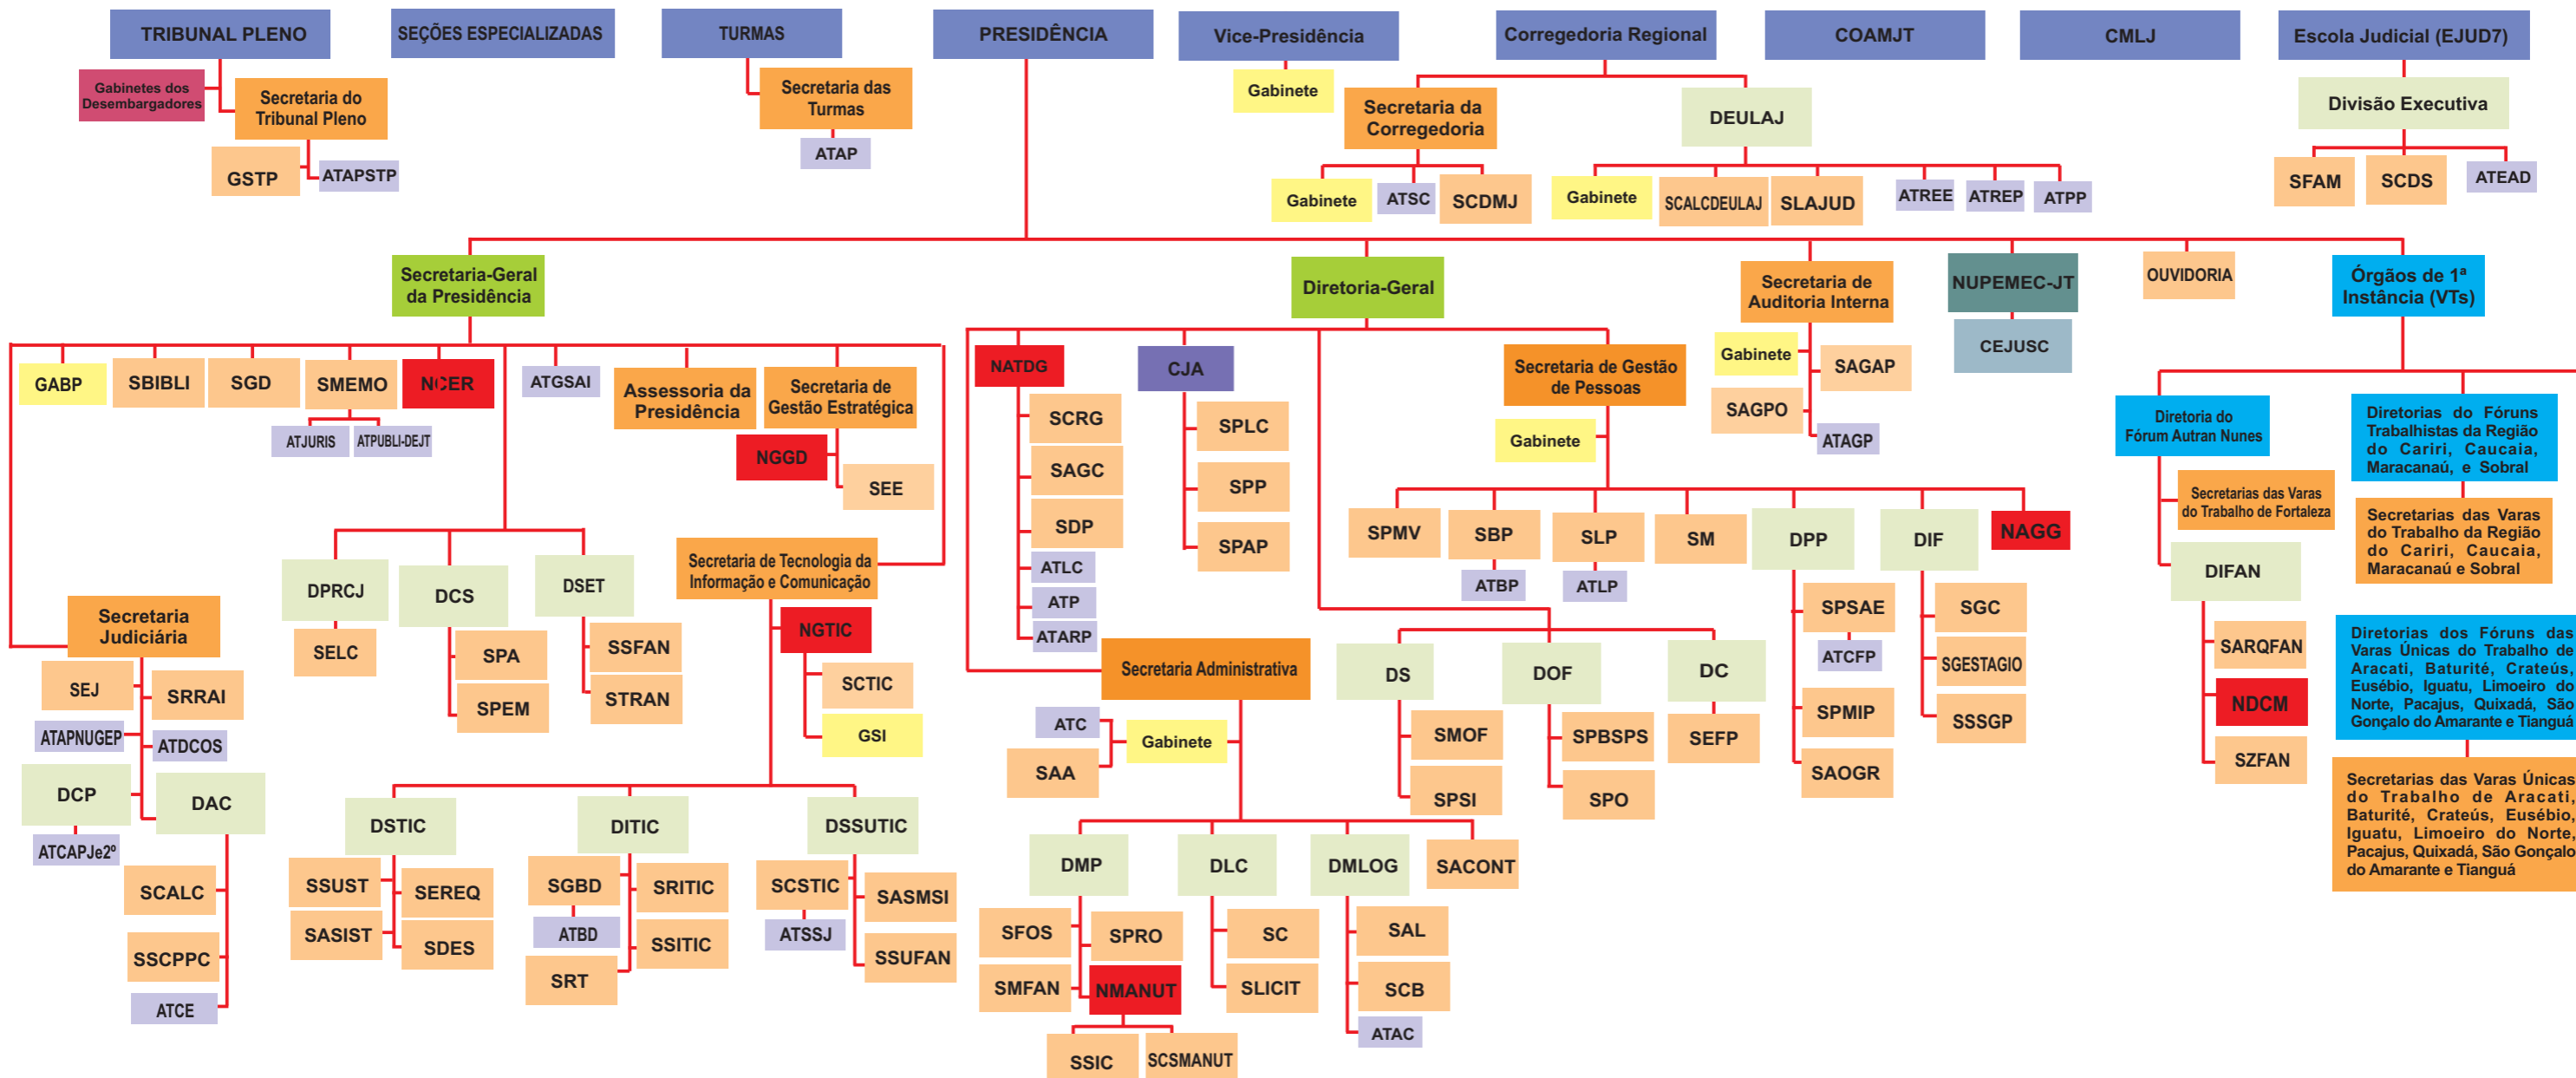 TRIBUNAL PLENO
SEÇÕES ESPECIALIZADAS
TURMAS
PRESIDÊNCIA
Vice-Presidência
Corregedoria Regional
COAMJT
CMLJ
Escola Judicial (EJUD7)
Gabinetes dos
Desembargadores
Secretaria do
Tribunal Pleno
GSTP
ATAPSTP
Secretaria das
Turmas
ATAP
Gabinete
Secretaria da
Corregedoria
Gabinete
ATSC
SCDMJ
DEULAJ
Gabinete
SCALCDEULAJ
SLAJUD
ATREE
ATREP
ATPP
Divisão Executiva
SFAM
SCDS
ATEAD
Secretaria-Geral
da Presidência
Diretoria-Geral
Secretaria de
Auditoria Interna
NUPEMEC-JT
OUVIDORIA
Órgãos de 1ª
Instância (VTs)
GABP
SBIBLI
SGD
SMEMO
NCER
ATJURIS
ATPUBLI-DEJT
ATGSAI
Assessoria da
Presidência
Secretaria de
Gestão Estratégica
NGGD
SEE
DPRCJ
SELC
DCS
SPA
SPEM
DSET
SSFAN
STRAN
Secretaria de Tecnologia da
Informação e Comunicação
NGTIC
SCTIC
GSI
Secretaria
Judiciária
SEJ
SRRAI
ATAPNUGEP
ATDCOS
DCP
DAC
ATCAPJe2º
SCALC
SSCPPC
ATCE
DSTIC
SSUST
SEREQ
SASIST
SDES
DITIC
SGBD
SRITIC
ATBD
SSITIC
SRT
DSSUTIC
SCSTIC
SASMSI
ATSSJ
SSUFAN
NATDG
SCRG
SAGC
SDP
ATLC
ATP
ATARP
CJA
SPLC
SPP
SPAP
Secretaria de Gestão
de Pessoas
Gabinete
SPMV
SBP
ATBP
SLP
ATLP
SM
DPP
SPSAE
ATCFP
SPMIP
SAOGR
DIF
SGC
SGESTAGIO
SSSGP
NAGG
Secretaria Administrativa
ATC
Gabinete
SAA
DS
SMOF
SPSI
DOF
SPBSPS
SPO
DC
SEFP
DMP
SFOS
SPRO
SMFAN
NMANUT
SSIC
SCSMANUT
DLC
SC
SLICIT
DMLOG
SAL
SCB
ATAC
SACONT
Gabinete
SAGAP
SAGPO
ATAGP
CEJUSC
Diretoria do
Fórum Autran Nunes
Secretarias das Varas
do Trabalho de Fortaleza
DIFAN
SARQFAN
NDCM
SZFAN
Diretorias do Fóruns
Trabalhistas da Região
do Cariri, Caucaia,
Maracanaú, e Sobral
Secretarias das Varas
do Trabalho da Região
do Cariri, Caucaia,
Maracanaú e Sobral
Diretorias dos Fóruns das
Varas Únicas do Trabalho de
Aracati, Baturité, Crateús,
Eusébio, Iguatu, Limoeiro do
Norte, Pacajus, Quixadá, São
Gonçalo do Amarante e Tianguá
Secretarias das Varas Únicas
do Trabalho de Aracati,
Baturité, Crateús, Eusébio,
Iguatu, Limoeiro do Norte,
Pacajus, Quixadá, São Gonçalo
do Amarante e Tianguá